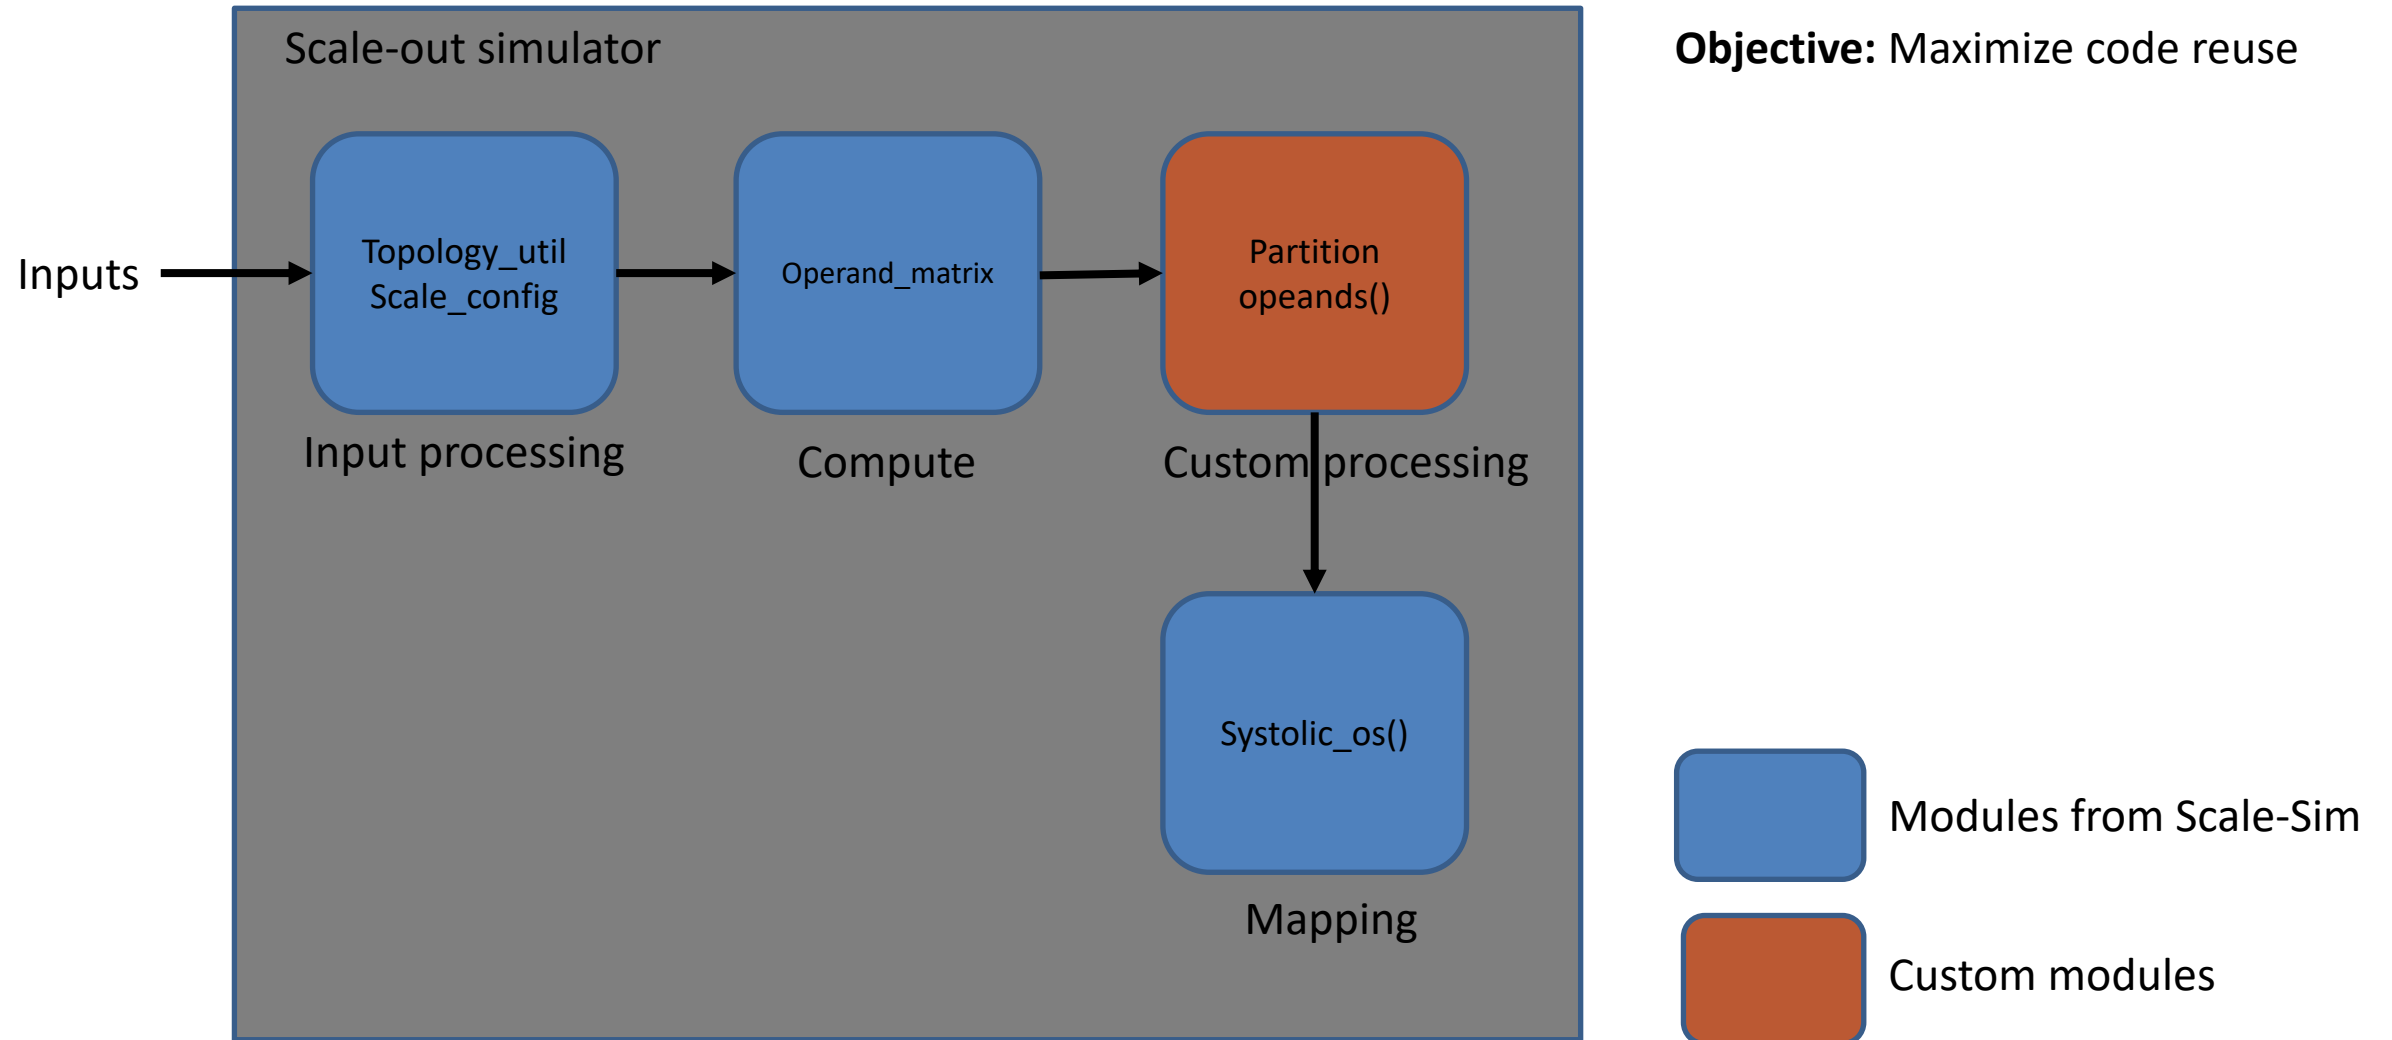 Scale-out simulator
Objective: Maximize code reuse
Inputs
Topology_util
Scale_config
Operand_matrix
Partition
opeands()
Input processing
Compute
Custom processing
Systolic_os()
Mapping
Modules from Scale-Sim
Custom modules